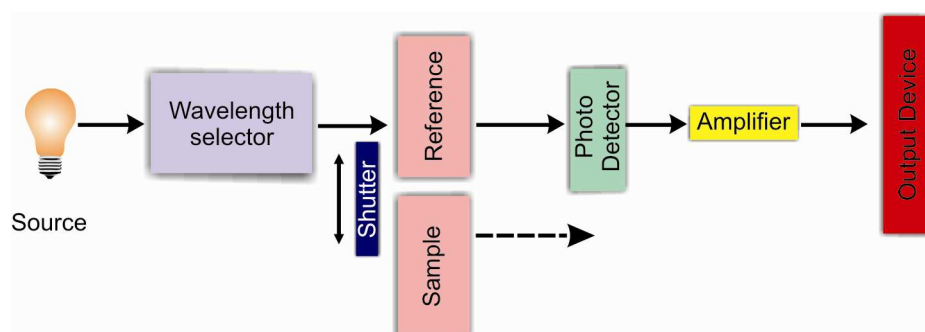 Source
Wavelength
selector
Shutter
Reference
Sample
Photo
Detector
Amplifier
Output Device